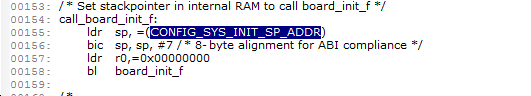 00153: /* Set stackpointer in internal RAM to call board_init_f */
00154: call_board_init_f:
00155: ldr sp, =(CONFIG_SYS_INIT_SP_ADDR)
00156: bic sp, sp, #7 /* 8-byte alignment for ABI compliance */
00157: ldr r0,=0x00000000
00158: bl board_init_f
00159: